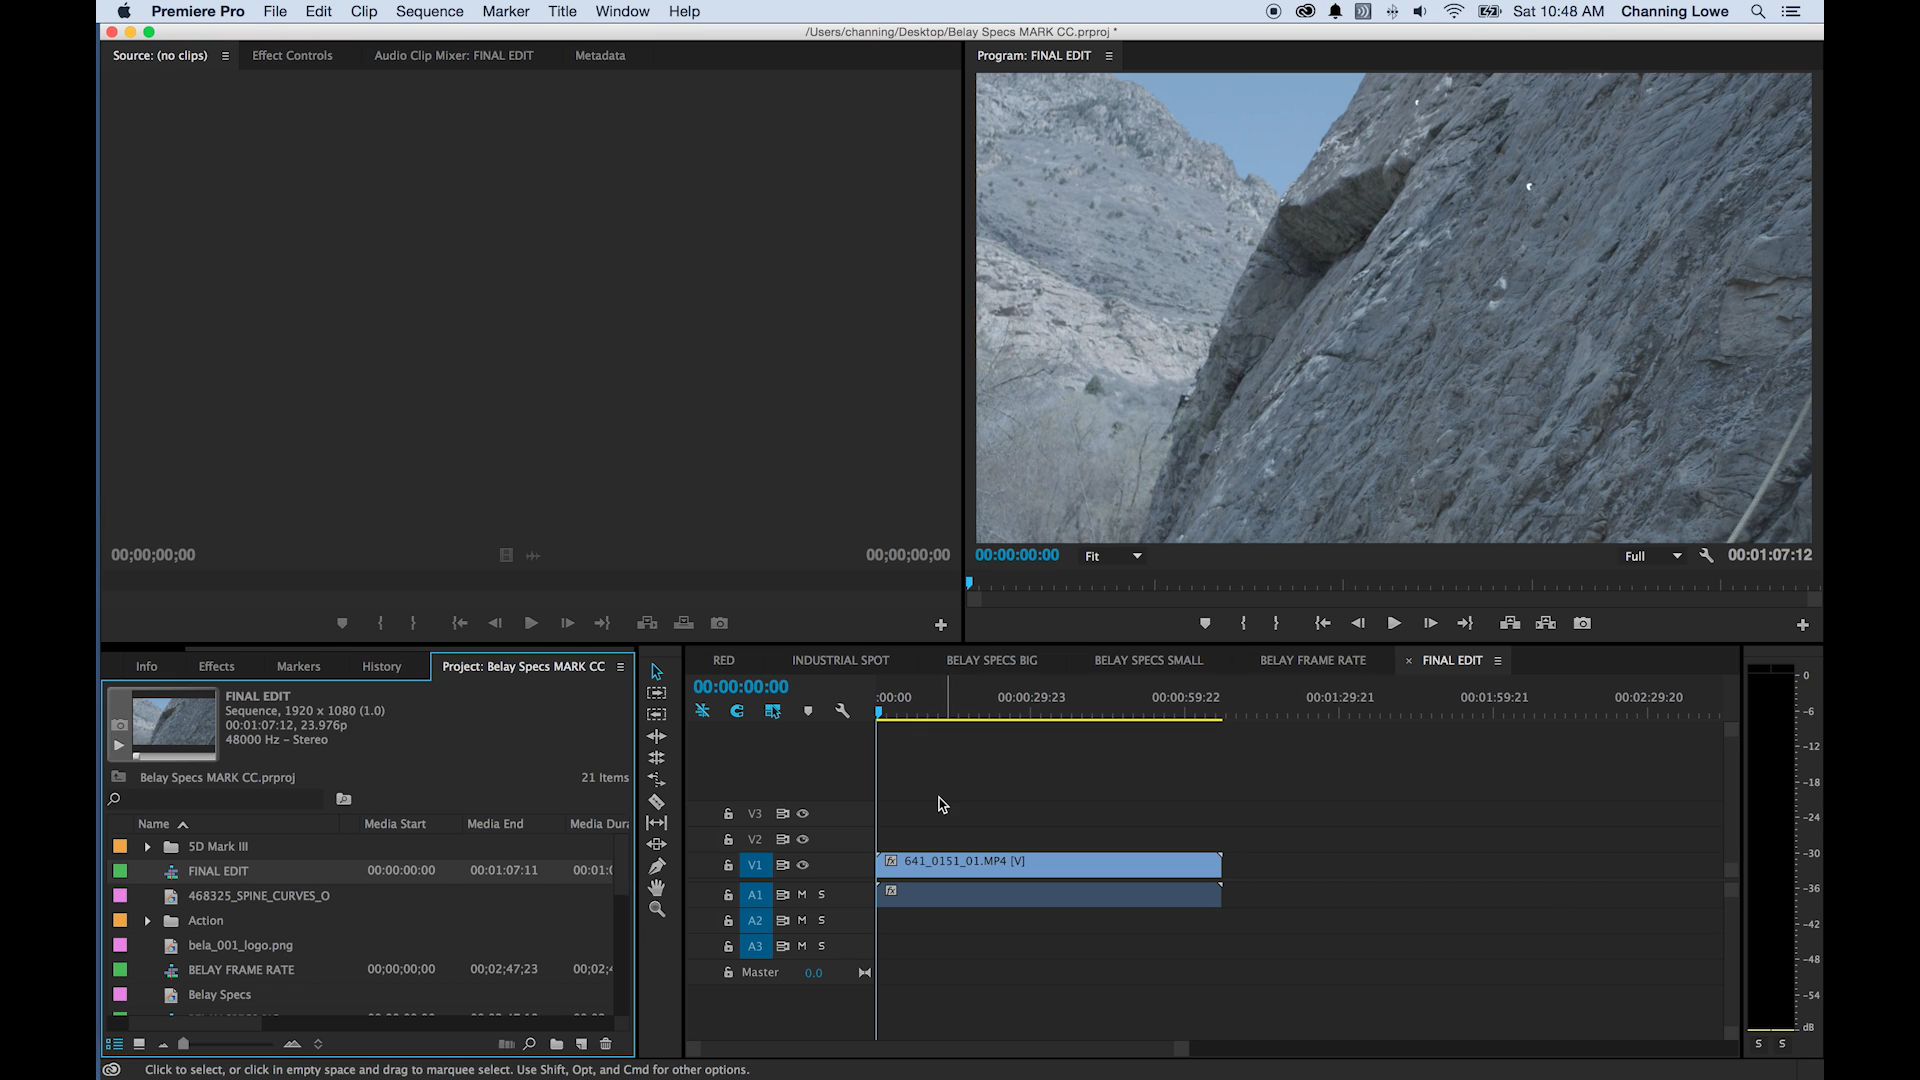 Premiere Pro File Edit Clip Sequence Marker Title Window Help Sat 10:48 AM Channing Lowe
/Users/channing/Desktop/Belay Specs MARK CC.prproj *
Source: (no clips) Effect Controls Audio Clip Mixer: FINAL EDIT Metadata
Program: FINAL EDIT
00;00;00;00 00;00;00;00
00:00:00:00 Fit Full 00:01:07:12
Info Effects Markers History Project: Belay Specs MARK CC
FINAL EDIT
Sequence, 1920 x 1080 (1.0)
00:01:07:12, 23.976p
48000 Hz - Stereo
Belay Specs MARK CC.prproj 21 Items
Name Media Start Media End Media Dura
5D Mark III
FINAL EDIT 00:00:00:00 00:01:07:11 00:01:0
468325_SPINE_CURVES_O
Action
bela_001_logo.png
BELAY FRAME RATE 00;00;00;00 00;02;47;23 00;02;4
Belay Specs
RED INDUSTRIAL SPOT BELAY SPECS BIG BELAY SPECS SMALL BELAY FRAME RATE × FINAL EDIT
00:00:00:00
:00:00 00:00:29:23 00:00:59:22 00:01:29:21 00:01:59:21 00:02:29:20
V3
V2
V1 fx 641_0151_01.MP4 [V]
A1 M S fx
A2 M S
A3 M S
Master 0.0
0
-6
-12
-18
-24
-30
-36
-42
-48
-54
dB
S S
Click to select, or click in empty space and drag to marquee select. Use Shift, Opt, and Cmd for other options.